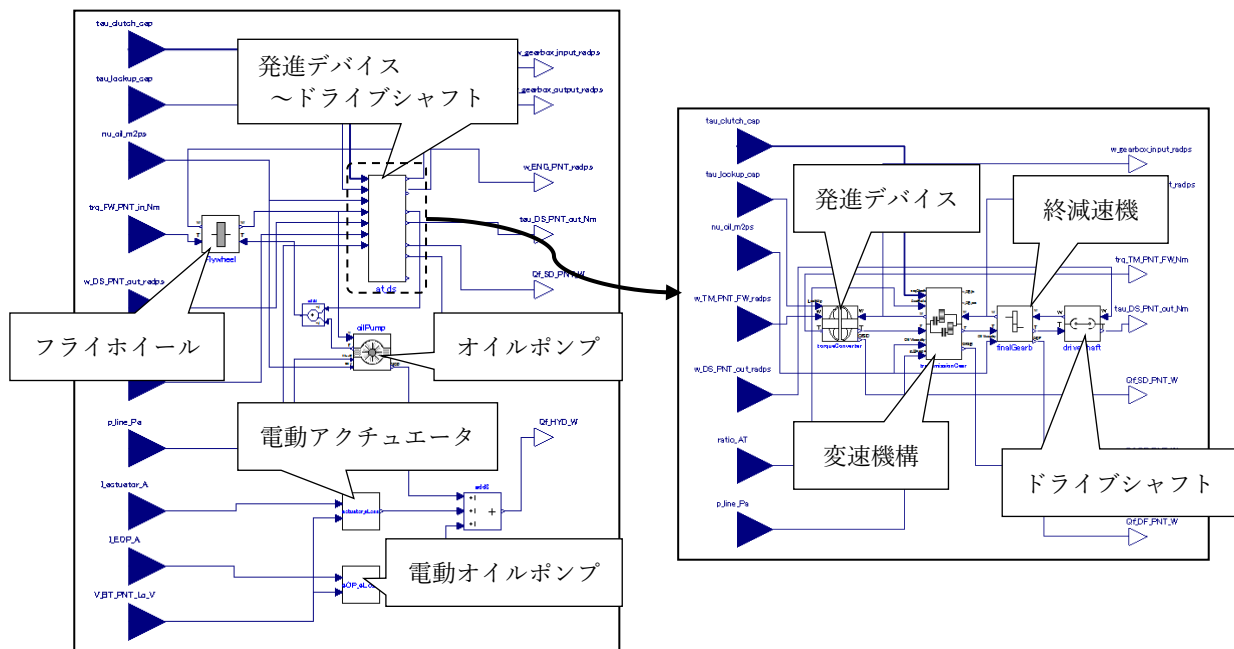 tau_clutch_cap
発進デバイス
～ドライブシャフト
w_gearbox_input_radps
tau_lockup_cap
w_gearbox_output_radps
nu_oil_m2ps
w_ENG_PNT_radps
trq_FW_PNT_in_Nm
tau_DS_PNT_out_Nm
flywheel
w_DS_PNT_out_radps
at_ds
Qf_SD_PNT_W
フライホイール
oilPump
オイルポンプ
p_line_Pa
電動アクチュエータ
Qf_HYD_W
I_actuator_A
I_EOP_A
電動オイルポンプ
V_BT_PNT_Lo_V
tau_clutch_cap
w_gearbox_input_radps
tau_lockup_cap
発進デバイス
終減速機
nu_oil_m2ps
trq_TM_PNT_FW_Nm
w_TM_PNT_FW_radps
tau_DS_PNT_out_Nm
torqueConverter
finalGearb
w_DS_PNT_out_radps
Qf_SD_PNT_W
ratio_AT
変速機構
ドライブシャフト
p_line_Pa
Qf_DF_PNT_W